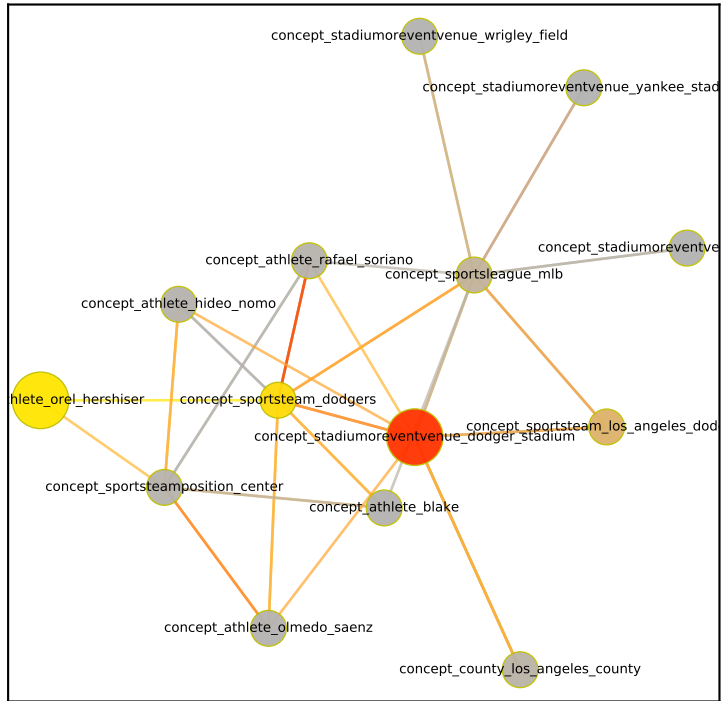 concept_stadiumoreventvenue_wrigley_field
concept_stadiumoreventvenue_yankee_stad
concept_stadiumoreventve
concept_athlete_rafael_soriano
concept_sportsleague_mlb
concept_athlete_hideo_nomo
hlete_orel_hershiser
concept_sportsteam_dodgers
concept_sportsteam_los_angeles_dod
concept_stadiumoreventvenue_dodger_stadium
concept_sportsteamposition_center
concept_athlete_blake
concept_athlete_olmedo_saenz
concept_county_los_angeles_county